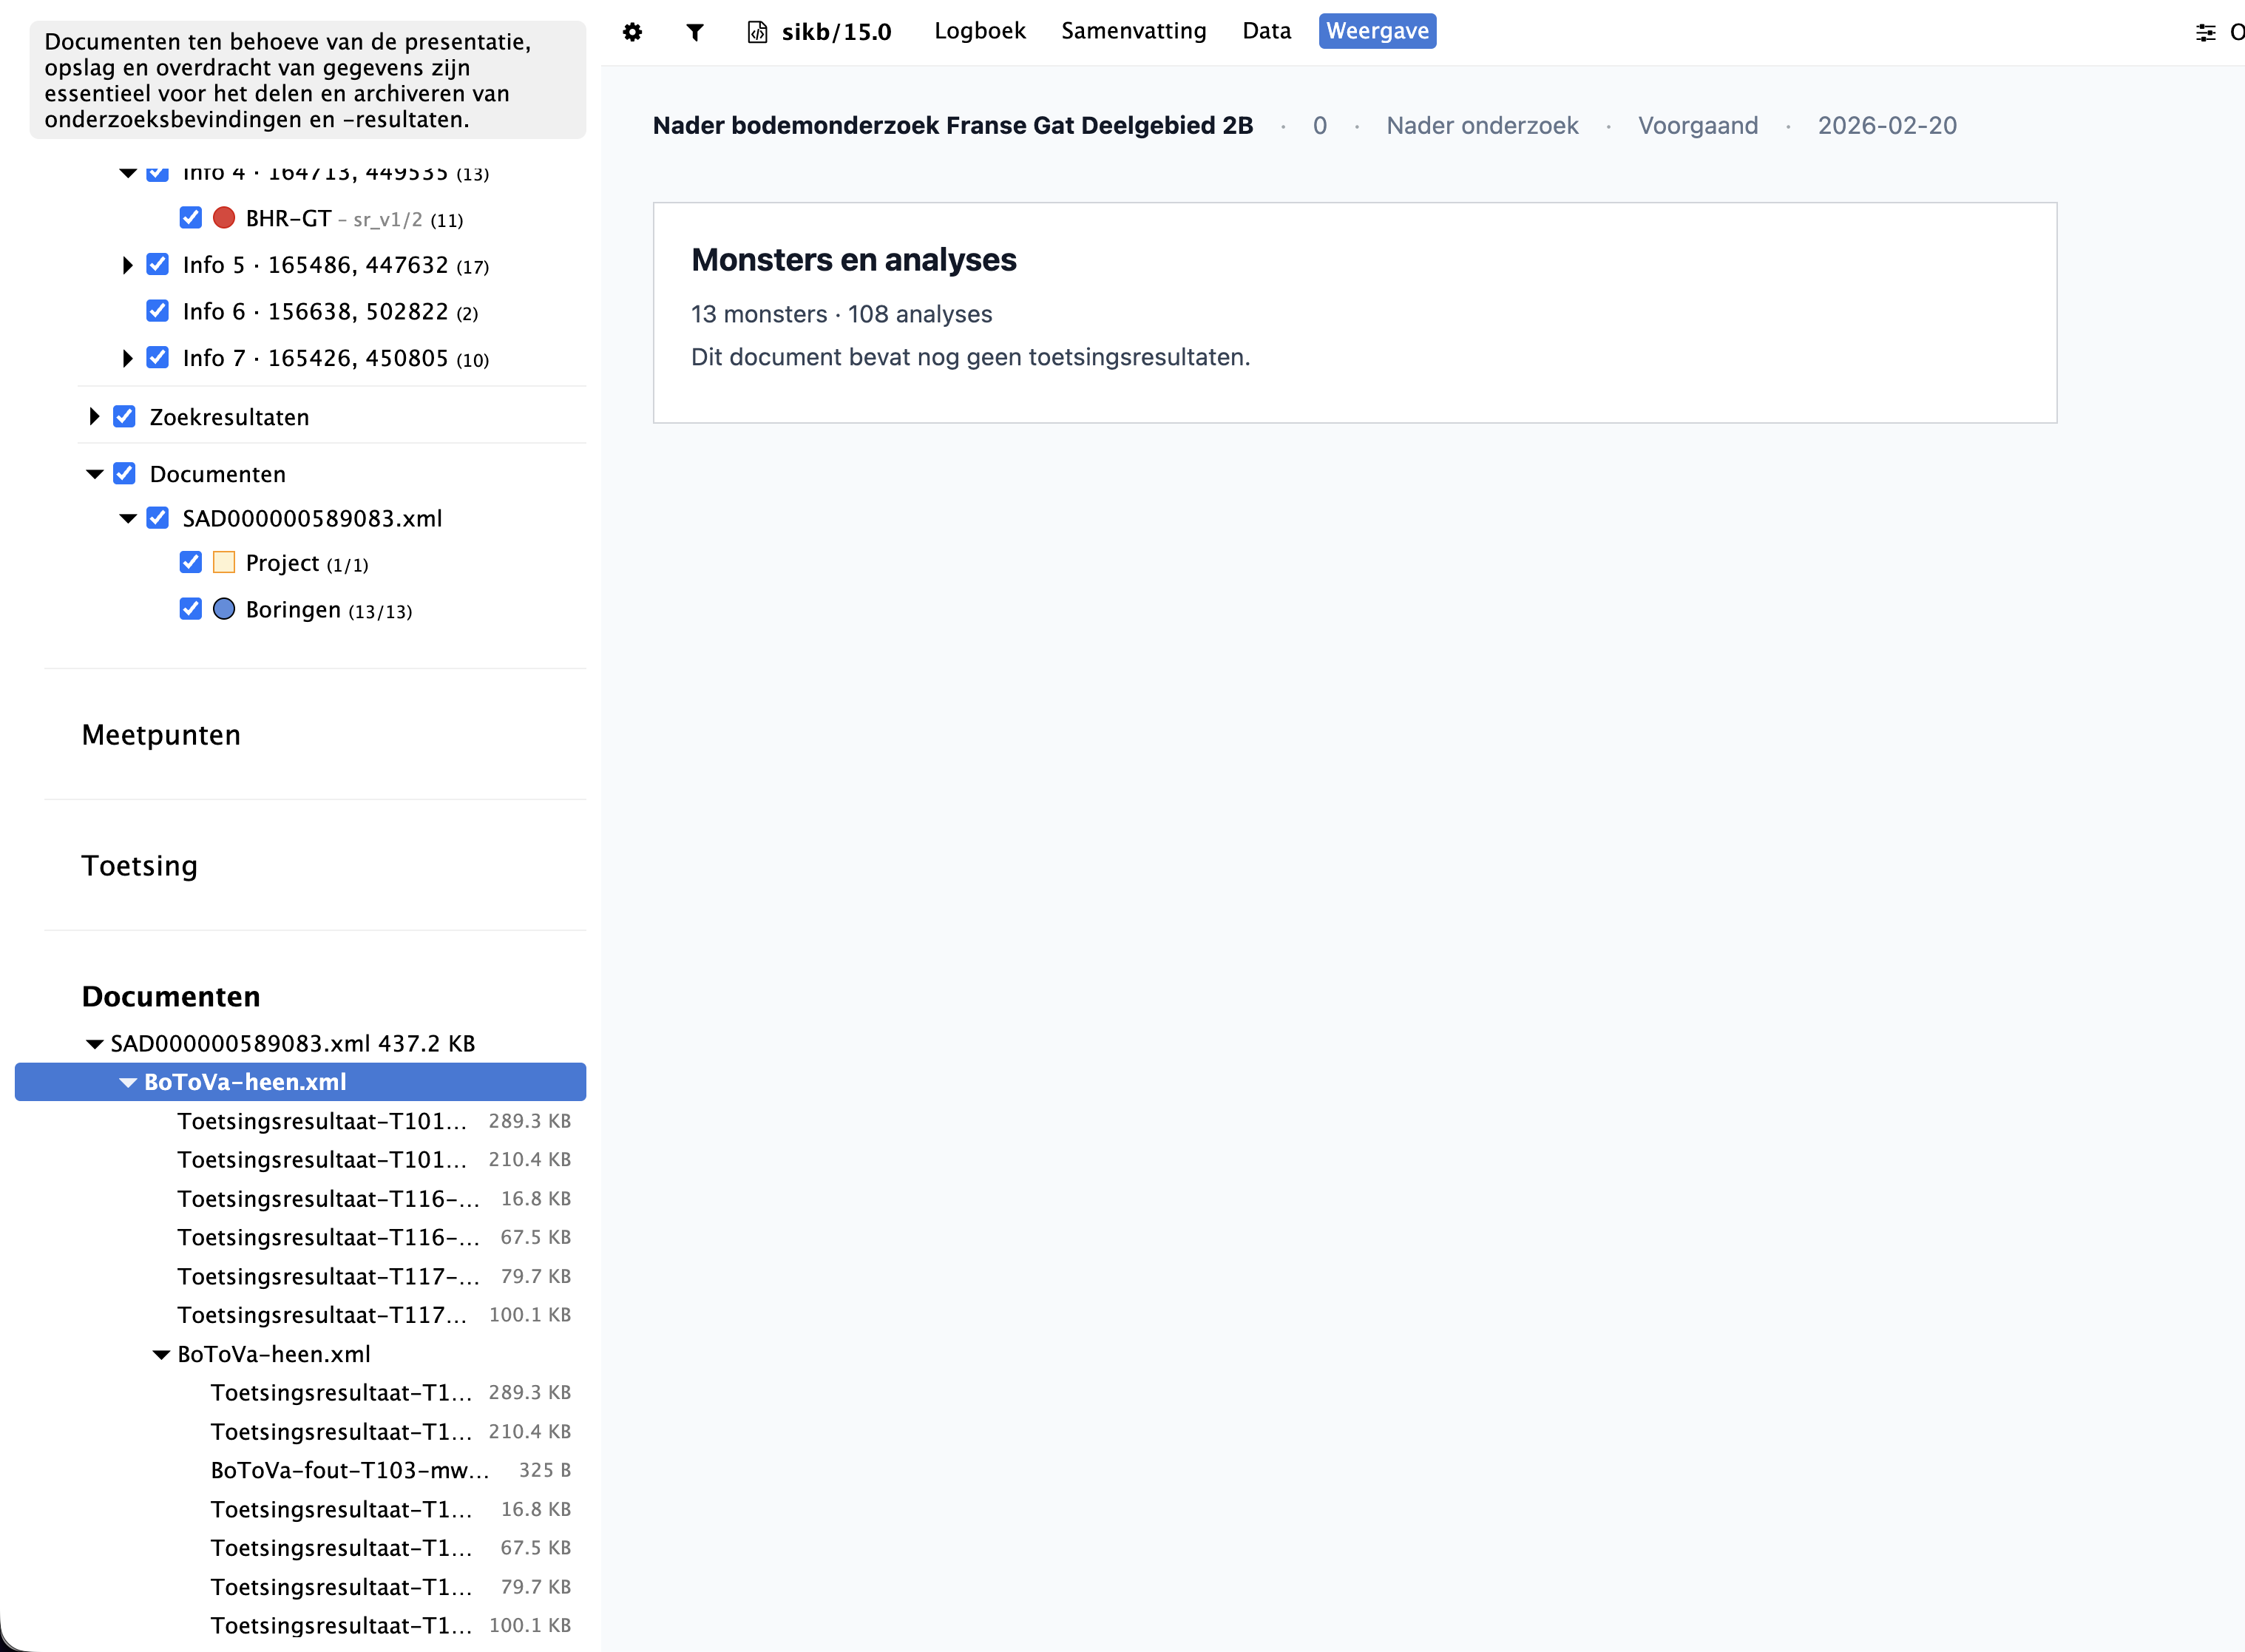 Documenten ten behoeve van de presentatie,
opslag en overdracht van gegevens zijn
essentieel voor het delen en archiveren van
onderzoeksbevindingen en -resultaten.
Info 4 · 164713, 449535 (13)
BHR-GT - sr_v1/2 (11)
Info 5 · 165486, 447632 (17)
Info 6 · 156638, 502822 (2)
Info 7 · 165426, 450805 (10)
Zoekresultaten
Documenten
SAD000000589083.xml
Project (1/1)
Boringen (13/13)
Meetpunten
Toetsing
Documenten
SAD000000589083.xml 437.2 KB
BoToVa-heen.xml
Toetsingsresultaat-T101... 289.3 KB
Toetsingsresultaat-T101... 210.4 KB
Toetsingsresultaat-T116-... 16.8 KB
Toetsingsresultaat-T116-... 67.5 KB
Toetsingsresultaat-T117-... 79.7 KB
Toetsingsresultaat-T117... 100.1 KB
BoToVa-heen.xml
Toetsingsresultaat-T1... 289.3 KB
Toetsingsresultaat-T1... 210.4 KB
BoToVa-fout-T103-mw... 325 B
Toetsingsresultaat-T1... 16.8 KB
Toetsingsresultaat-T1... 67.5 KB
Toetsingsresultaat-T1... 79.7 KB
Toetsingsresultaat-T1... 100.1 KB
sikb/15.0 Logboek Samenvatting Data Weergave
Nader bodemonderzoek Franse Gat Deelgebied 2B · 0 · Nader onderzoek · Voorgaand · 2026-02-20
Monsters en analyses
13 monsters · 108 analyses
Dit document bevat nog geen toetsingsresultaten.